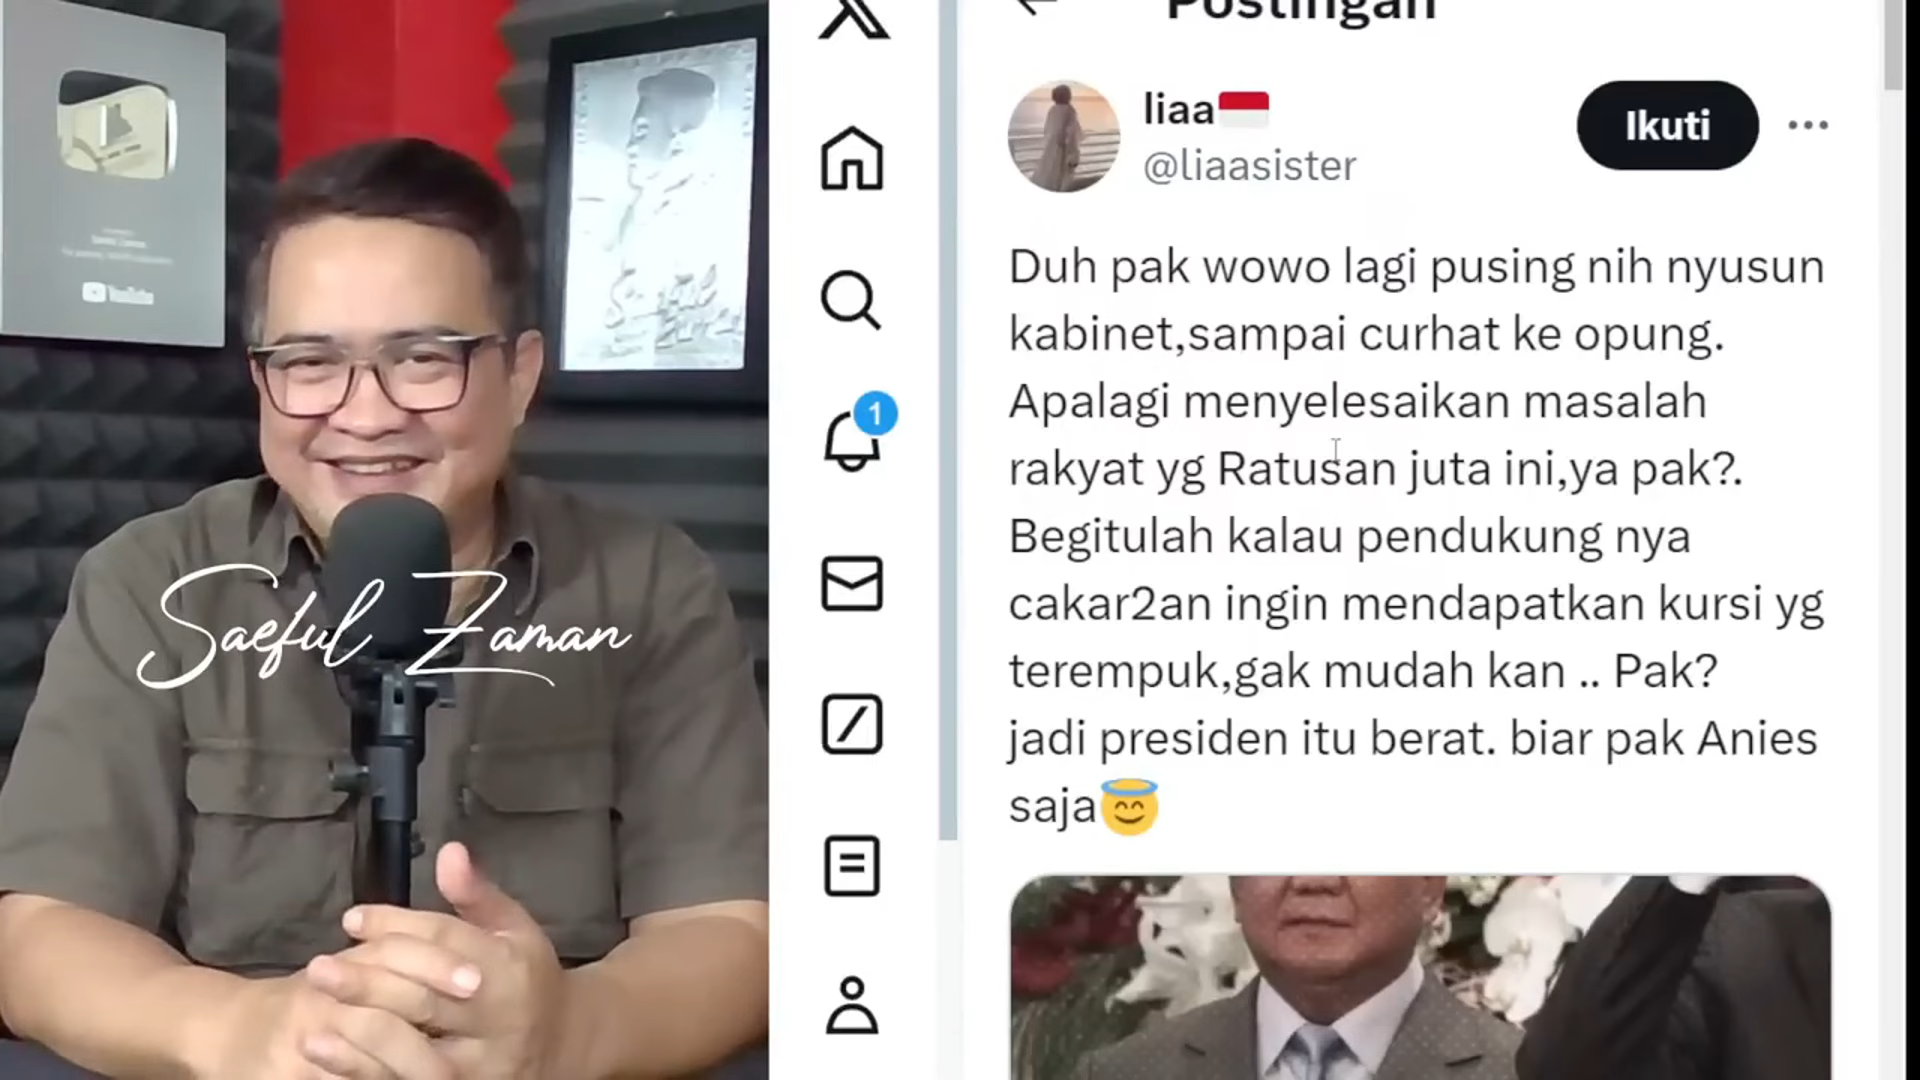 Postingan
liaa
@liaasister
Ikuti
Duh pak wowo lagi pusing nih nyusun
kabinet,sampai curhat ke opung.
Apalagi menyelesaikan masalah
rakyat yg Ratusan juta ini,ya pak?.
Begitulah kalau pendukung nya
cakar2an ingin mendapatkan kursi yg
terempuk,gak mudah kan .. Pak?
jadi presiden itu berat. biar pak Anies
saja
1
YouTube
Saeful Zaman